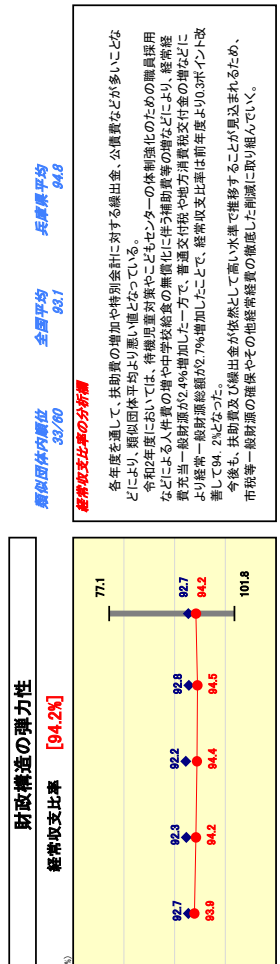 財政構造の弾力性
経常収支比率 [94.2%]
類似団体内順位
33/60
全国平均
93.1
兵庫県平均
94.8
%)
77.1
92.7
92.3
92.2
92.8
92.7
93.9
94.2
94.4
94.5
94.2
101.8
経常収支比率の分析欄
各年度を通して、扶助費の増加や特別会計に対する繰出金、公債費などが多いことな
どにより、類似団体平均より悪い値となっている。
令和2年度においては、待機児童対策やこどもセンターの体制強化のための職員採用
などによる人件費の増や中学校給食の無償化に伴う補助費等の増などにより、経常経
費充当一般財源が2.4%増加した一方で、普通交付税や地方消費税交付金の増などに
より経常一般財源総額が2.7%増加したことで、経常収支比率は前年度より0.3ポイント改
善して94.2%となった。
今後も、扶助費及び繰出金が依然として高い水準で推移することが見込まれるため、
市税等一般財源の確保やその他経常経費の徹底した削減に取り組んでいく。